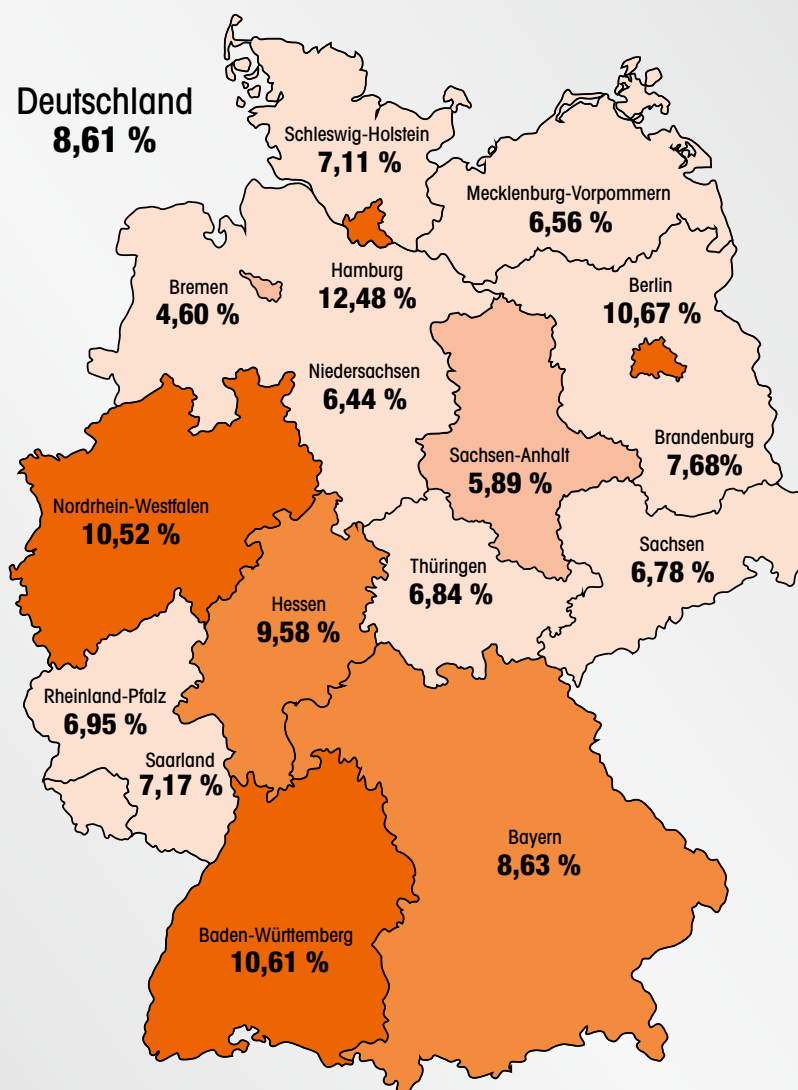 Deutschland
8,61 %
Schleswig-Holstein
7,11 %
Mecklenburg-Vorpommern
6,56 %
Hamburg
12,48 %
Bremen
4,60 %
Berlin
10,67 %
Niedersachsen
6,44 %
Brandenburg
7,68%
Sachsen-Anhalt
5,89 %
Nordrhein-Westfalen
10,52 %
Sachsen
6,78 %
Thüringen
6,84 %
Hessen
9,58 %
Rheinland-Pfalz
6,95 %
Saarland
7,17 %
Bayern
8,63 %
Baden-Württemberg
10,61 %